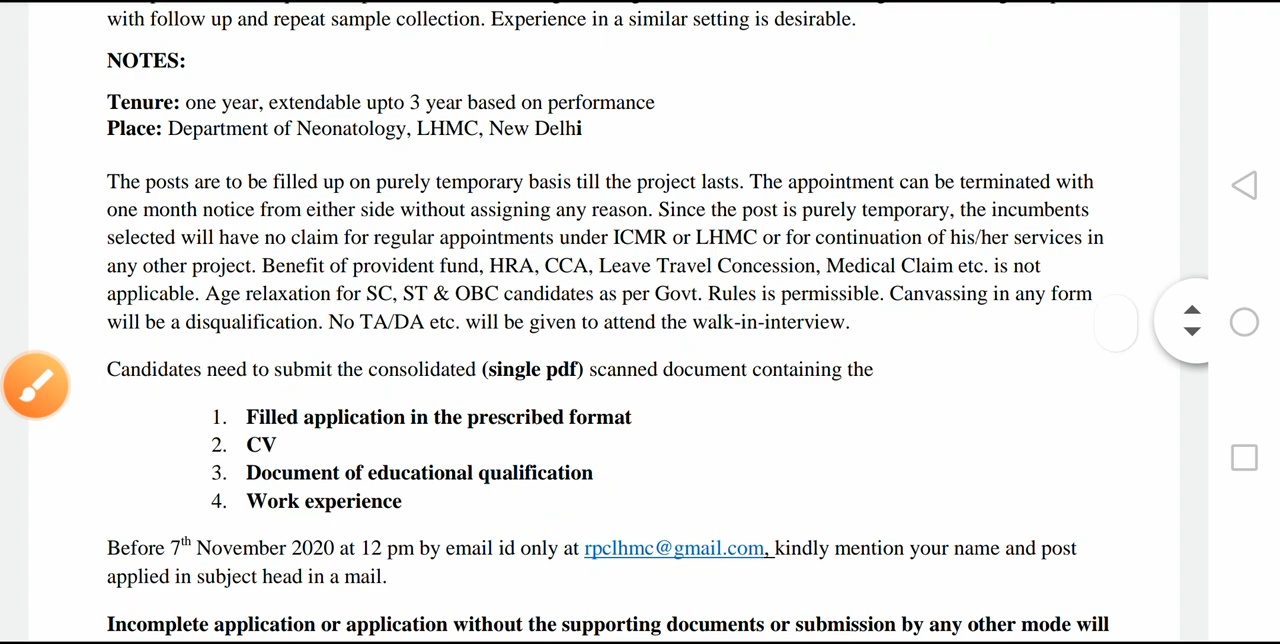 with follow up and repeat sample collection. Experience in a similar setting is desirable.
NOTES:
Tenure: one year, extendable upto 3 year based on performance
Place: Department of Neonatology, LHMC, New Delhi
The posts are to be filled up on purely temporary basis till the project lasts. The appointment can be terminated with
one month notice from either side without assigning any reason. Since the post is purely temporary, the incumbents
selected will have no claim for regular appointments under ICMR or LHMC or for continuation of his/her services in
any other project. Benefit of provident fund, HRA, CCA, Leave Travel Concession, Medical Claim etc. is not
applicable. Age relaxation for SC, ST & OBC candidates as per Govt. Rules is permissible. Canvassing in any form
will be a disqualification. No TA/DA etc. will be given to attend the walk-in-interview.
Candidates need to submit the consolidated (single pdf) scanned document containing the
1. Filled application in the prescribed format
2. CV
3. Document of educational qualification
4. Work experience
Before 7th November 2020 at 12 pm by email id only at rpclhmc@gmail.com, kindly mention your name and post
applied in subject head in a mail.
Incomplete application or application without the supporting documents or submission by any other mode will